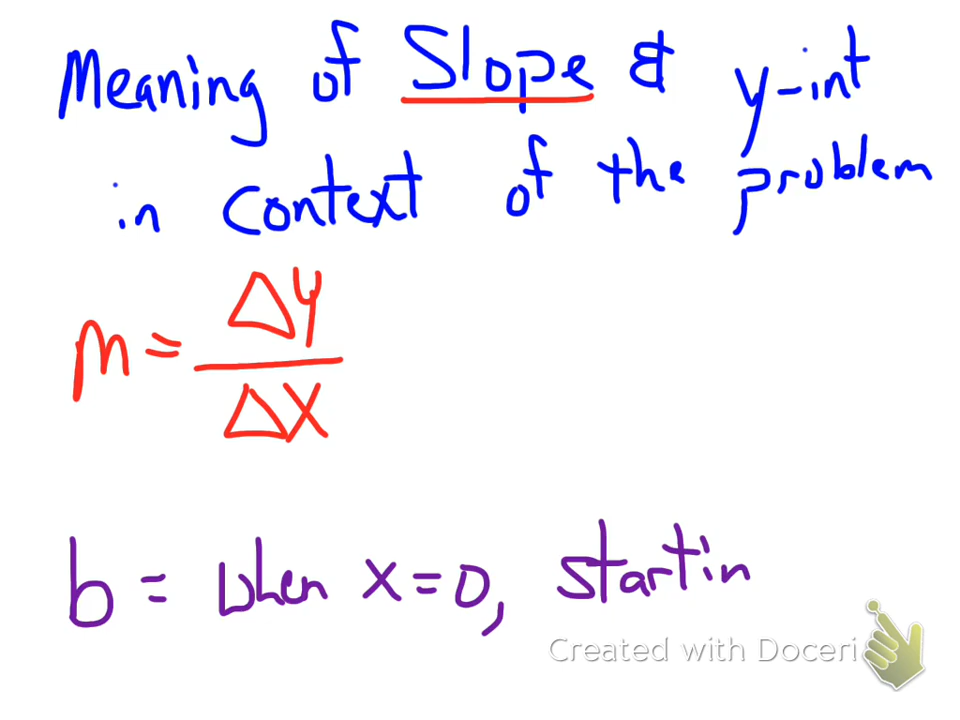 Meaning of Slope & y-int
in context of the problem
m = Δy
Δx
b = when x=0, startin
Created with Doceri